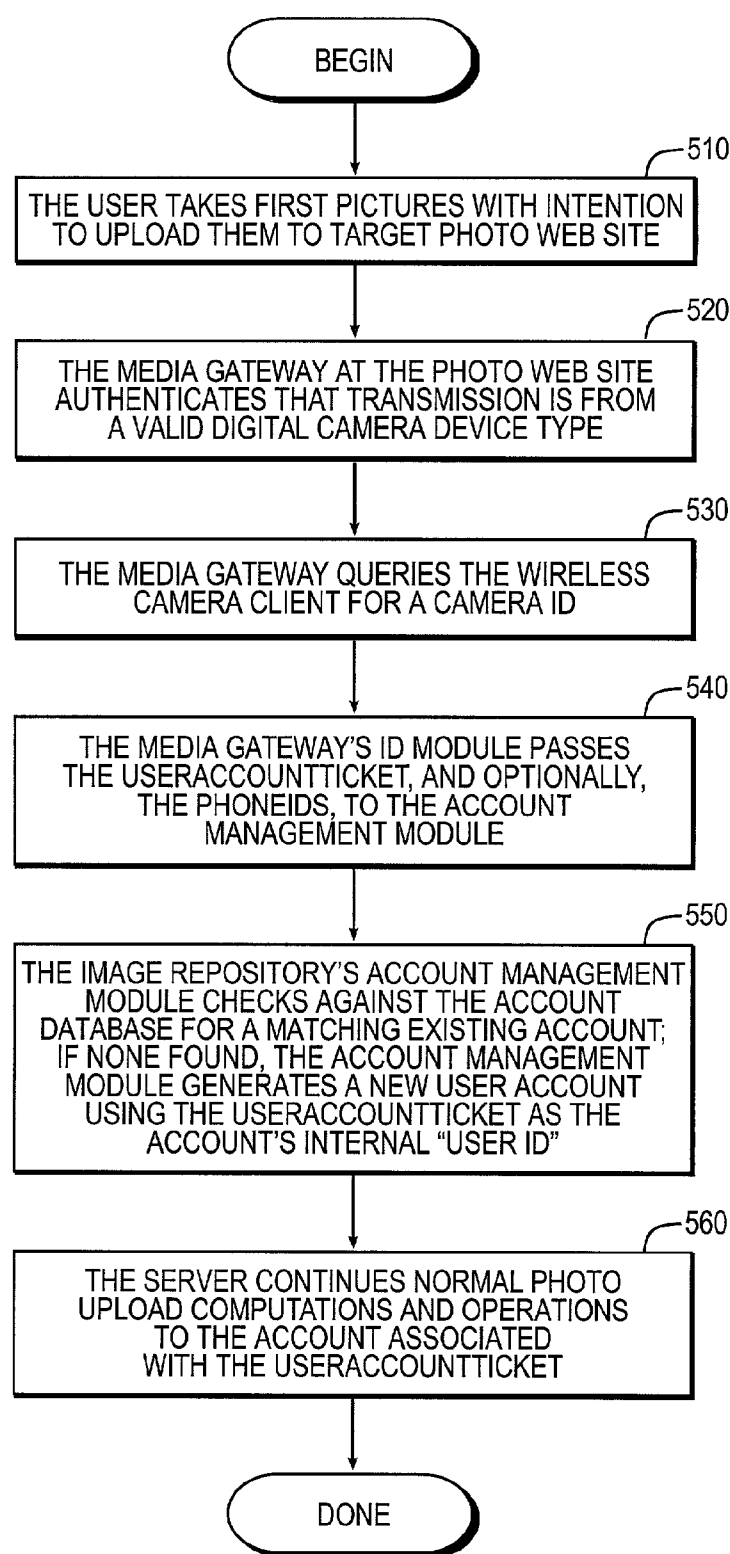 BEGIN
510
THE USER TAKES FIRST PICTURES WITH INTENTION
TO UPLOAD THEM TO TARGET PHOTO WEB SITE
520
THE MEDIA GATEWAY AT THE PHOTO WEB SITE
AUTHENTICATES THAT TRANSMISSION IS FROM
A VALID DIGITAL CAMERA DEVICE TYPE
530
THE MEDIA GATEWAY QUERIES THE WIRELESS
CAMERA CLIENT FOR A CAMERA ID
540
THE MEDIA GATEWAY'S ID MODULE PASSES
THE USERACCOUNTTICKET, AND OPTIONALLY,
THE PHONEIDS, TO THE ACCOUNT
MANAGEMENT MODULE
550
THE IMAGE REPOSITORY'S ACCOUNT MANAGEMENT
MODULE CHECKS AGAINST THE ACCOUNT
DATABASE FOR A MATCHING EXISTING ACCOUNT;
IF NONE FOUND, THE ACCOUNT MANAGEMENT
MODULE GENERATES A NEW USER ACCOUNT
USING THE USERACCOUNTTICKET AS THE
ACCOUNT'S INTERNAL “USER ID”
560
THE SERVER CONTINUES NORMAL PHOTO
UPLOAD COMPUTATIONS AND OPERATIONS
TO THE ACCOUNT ASSOCIATED
WITH THE USERACCOUNTTICKET
DONE